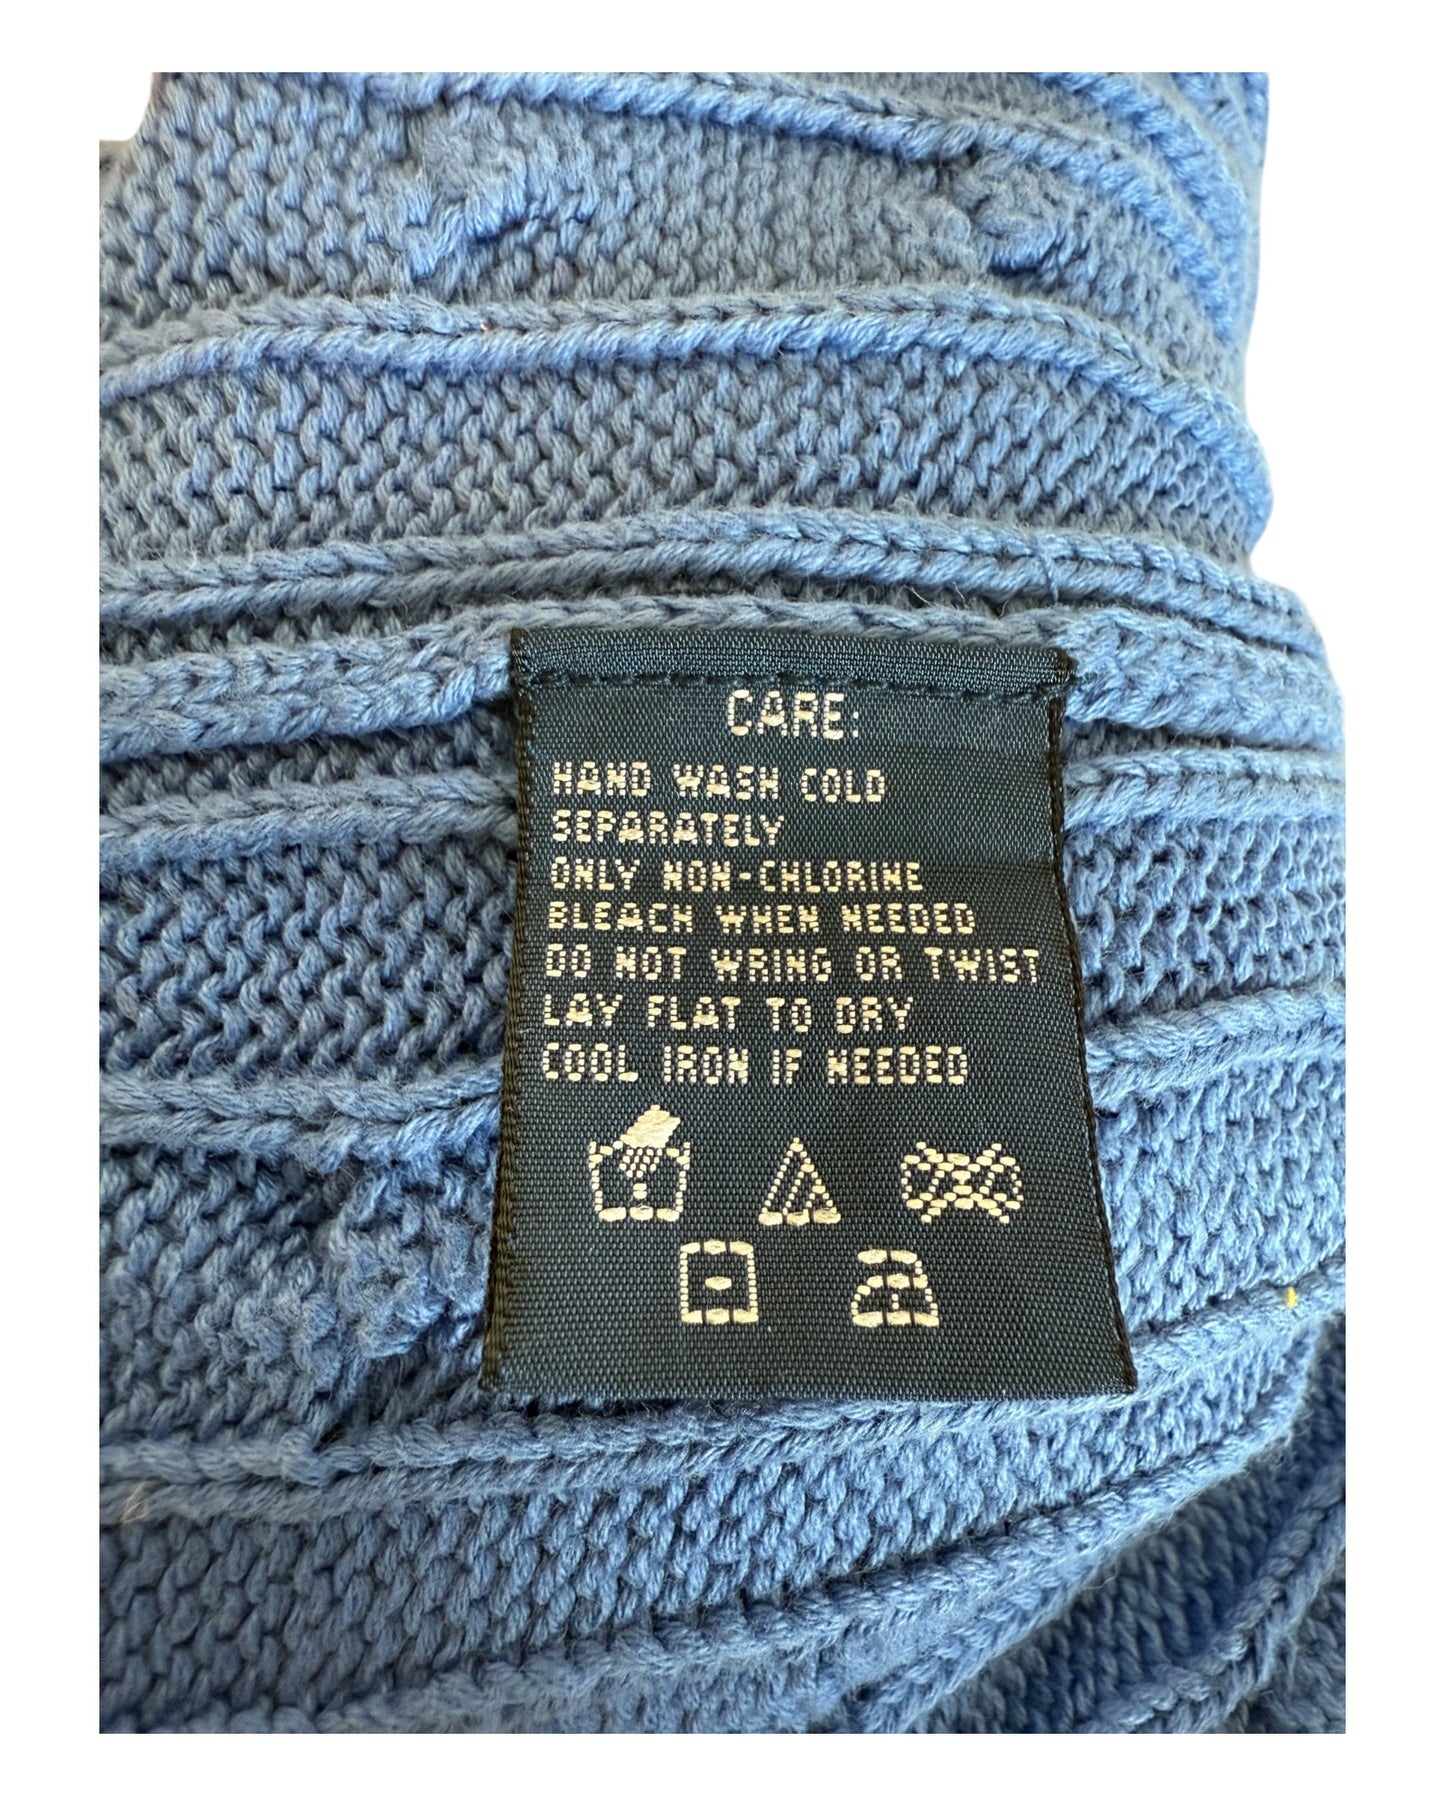 CARE:
HAND WASH COLD
SEPARATELY
ONLY NON-CHLORINE
BLEACH WHEN NEEDED
DO NOT WRING OR TWIST
LAY FLAT TO DRY
COOL IRON IF NEEDED